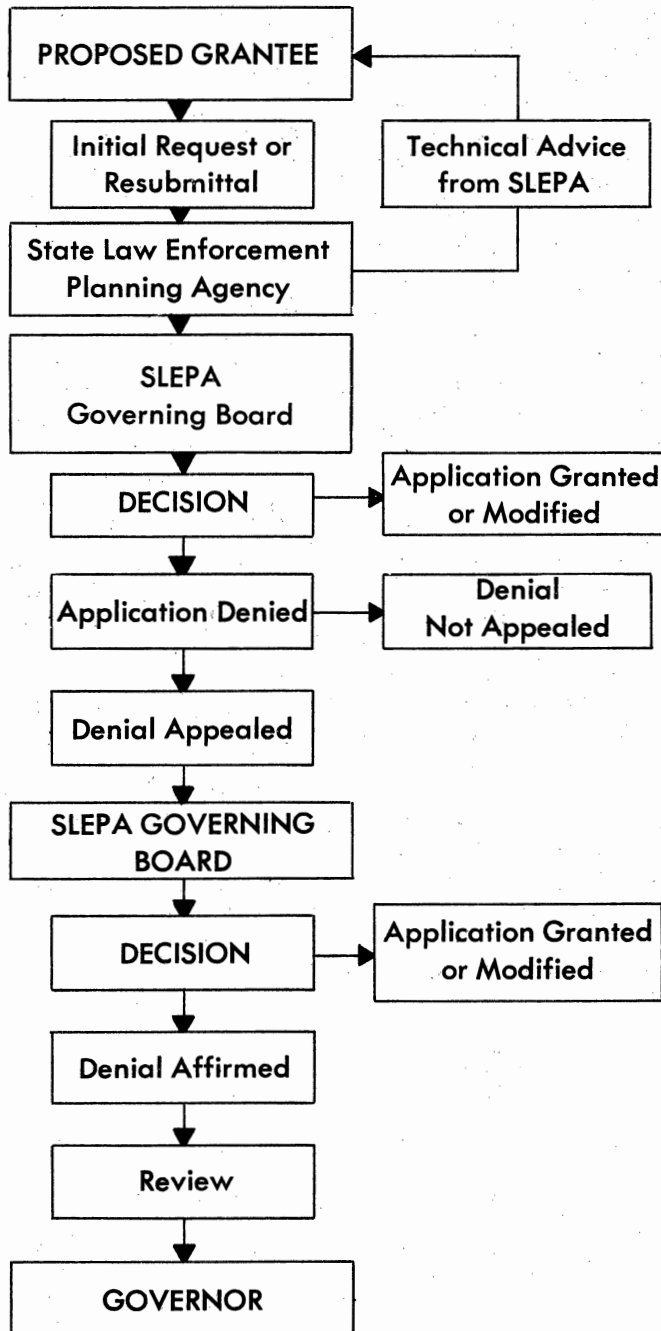 PROPOSED GRANTEE
Initial Request or
Resubmittal
Technical Advice
from SLEPA
State Law Enforcement
Planning Agency
SLEPA
Governing Board
DECISION
Application Granted
or Modified
Application Denied
Denial
Not Appealed
Denial Appealed
SLEPA GOVERNING
BOARD
DECISION
Application Granted
or Modified
Denial Affirmed
Review
GOVERNOR